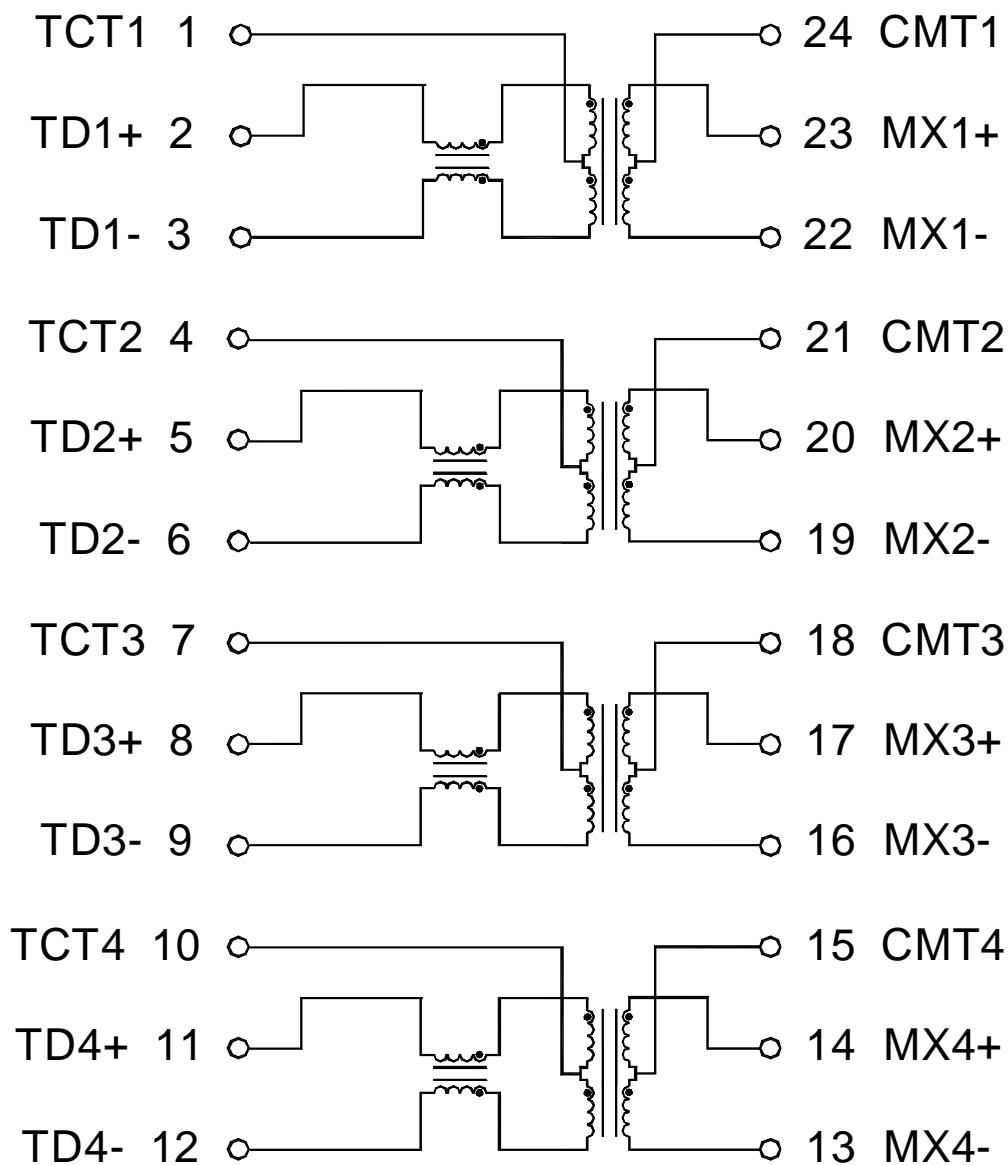 TCT1 1 24 CMT1
TD1+ 2 23 MX1+
TD1- 3 22 MX1-
TCT2 4 21 CMT2
TD2+ 5 20 MX2+
TD2- 6 19 MX2-
TCT3 7 18 CMT3
TD3+ 8 17 MX3+
TD3- 9 16 MX3-
TCT4 10 15 CMT4
TD4+ 11 14 MX4+
TD4- 12 13 MX4-